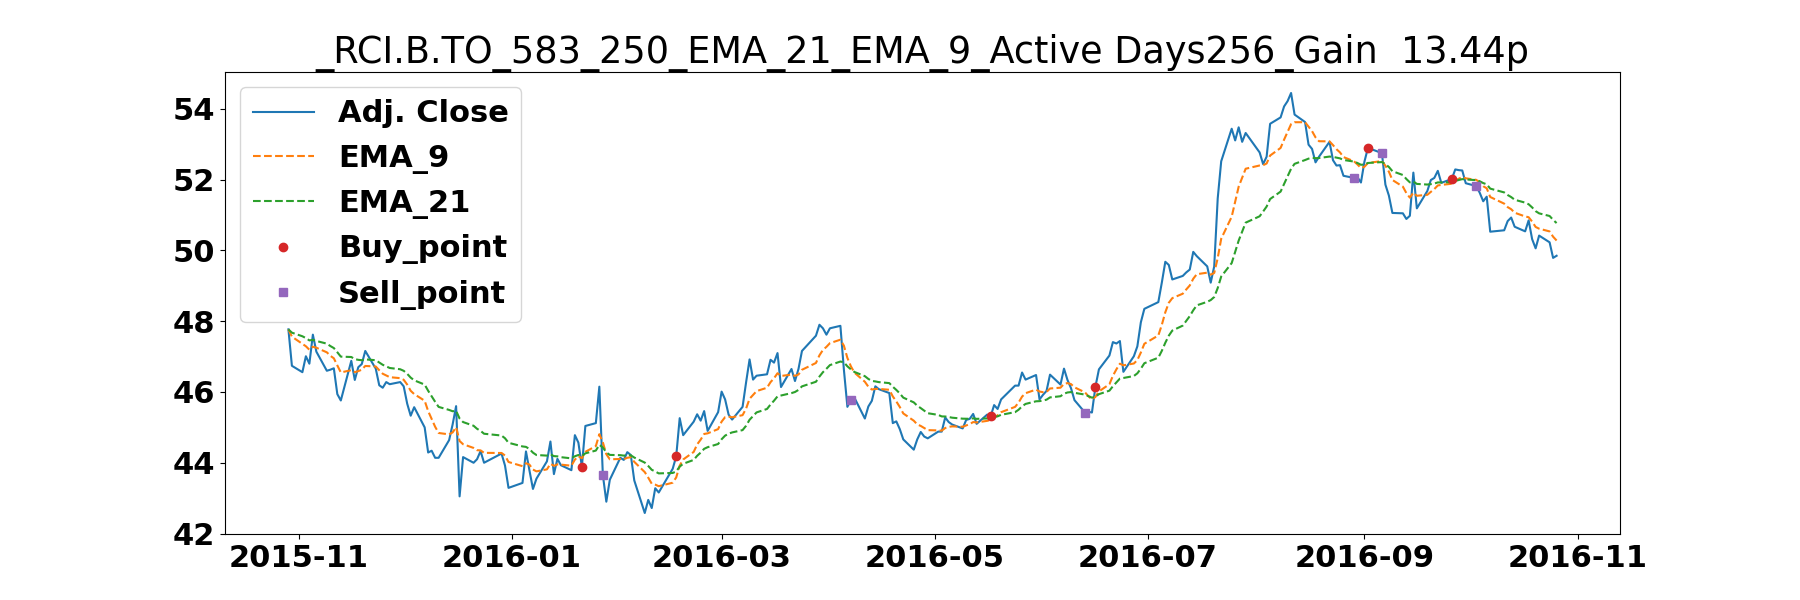 _RCI.B.TO_583_250_EMA_21_EMA_9_Active Days256_Gain  13.44p
54
52
50
48
46
44
42
Adj. Close
EMA_9
EMA_21
Buy_point
Sell_point
2015-11 2016-01 2016-03 2016-05 2016-07 2016-09 2016-11